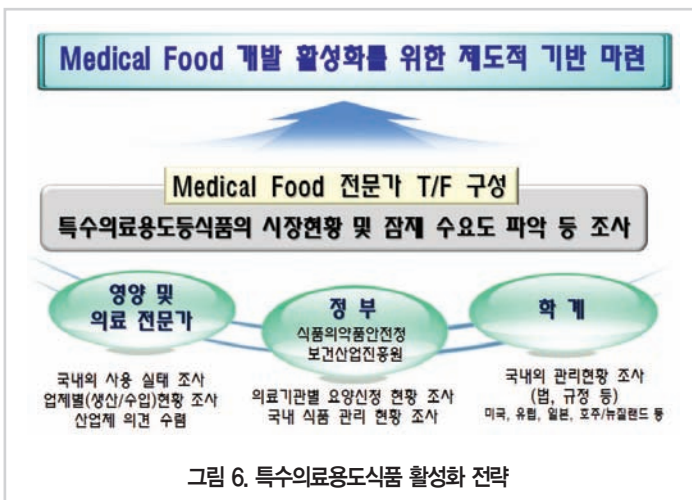 Medical Food 개발 활성화를 위한 제도적 기반 마련
Medical Food 전문가 T/F 구성
특수의료용도등식품의 시장현황 및 잠재 수요도 파악 등 조사
영양 및
의료 전문가
국내외 사용 실태 조사
업체별(생산/수입)현황 조사
산업체 의견 수렴
정 부
식품의약품안전청
보건산업진흥원
의료기관별 요양신청 현황 조사
국내 식품 관리 현황 조사
학 계
국내외 관리현황 조사
(법, 규정 등)
미국, 유럽, 일본, 호주/뉴질랜드 등
그림 6. 특수의료용도식품 활성화 전략